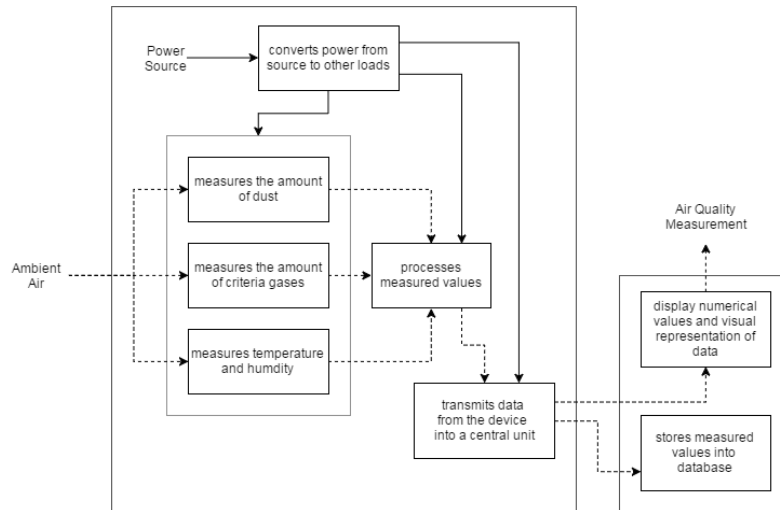 Power
Source
converts power from
source to other loads
measures the amount
of dust
Air Quality
Measurement
Ambient
Air
measures the amount
of criteria gases
processes
measured values
display numerical
values and visual
representation of
data
measures temperature
and humdity
transmits data
from the device
into a central unit
stores measured
values into
database